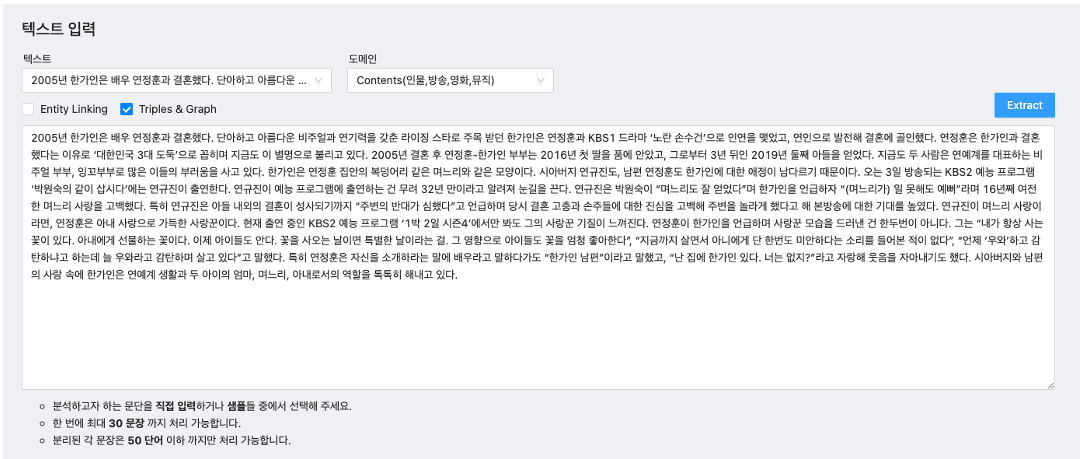 텍스트 입력
텍스트 도메인
2005년 한가인은 배우 연정훈과 결혼했다. 단아하고 아름다운 ... Contents(인물,방송,영화,뮤직)
Entity Linking Triples & Graph
Extract
2005년 한가인은 배우 연정훈과 결혼했다. 단아하고 아름다운 비주얼과 연기력을 갖춘 라이징 스타로 주목 받던 한가인은 연정훈과 KBS1 드라마 ‘노란 손수건’으로 인연을 맺었고, 연인으로 발전해 결혼에 골인했다. 연정훈은 한가인과 결혼
했다는 이유로 ‘대한민국 3대 도둑’으로 꼽히며 지금도 이 별명으로 불리고 있다. 2005년 결혼 후 연정훈-한가인 부부는 2016년 첫 딸을 품에 안았고, 그로부터 3년 뒤인 2019년 둘째 아들을 얻었다. 지금도 두 사람은 연예계를 대표하는 비
주얼 부부, 잉꼬부부로 많은 이들의 부러움을 사고 있다. 한가인은 연정훈 집안의 복덩어리 같은 며느리와 같은 모양이다. 시아버지 연규진도, 남편 연정훈도 한가인에 대한 애정이 남다르기 때문이다. 오는 3일 방송되는 KBS2 예능 프로그램
‘박원숙의 같이 삽시다’에는 연규진이 출연한다. 연규진이 예능 프로그램에 출연하는 건 무려 32년 만이라고 알려져 눈길을 끈다. 연규진은 박원숙이 “며느리도 잘 얻었다”며 한가인을 언급하자 “(며느리가) 일 못해도 예뻐”라며 16년째 여전
한 며느리 사랑을 고백했다. 특히 연규진은 아들 내외의 결혼이 성사되기까지 “주변의 반대가 심했다”고 언급하며 당시 결혼 고충과 손주들에 대한 진심을 고백해 주변을 놀라게 했다고 해 본방송에 대한 기대를 높였다. 연규진이 며느리 사랑이
라면, 연정훈은 아내 사랑으로 가득한 사랑꾼이다. 현재 출연 중인 KBS2 예능 프로그램 ‘1박 2일 시즌4’에서만 봐도 그의 사랑꾼 기질이 느껴진다. 연정훈이 한가인을 언급하며 사랑꾼 모습을 드러낸 건 한두번이 아니다. 그는 “내가 항상 사는
꽃이 있다. 아내에게 선물하는 꽃이다. 이제 아이들도 안다. 꽃을 사오는 날이면 특별한 날이라는 걸. 그 영향으로 아이들도 꽃을 엄청 좋아한다”, “지금까지 살면서 아니에게 단 한번도 미안하다는 소리를 들어본 적이 없다”, “언제 ‘우와’하고 감
탄하냐고 하는데 늘 우와라고 감탄하며 살고 있다”고 말했다. 특히 연정훈은 자신을 소개하라는 말에 배우라고 말하다가도 “한가인 남편”이라고 말했고, “난 집에 한가인 있다. 너는 없지?”라고 자랑해 웃음을 자아내기도 했다. 시아버지와 남편
의 사랑 속에 한가인은 연예계 생활과 두 아이의 엄마, 며느리, 아내로서의 역할을 톡톡히 해내고 있다.
분석하고자 하는 문단을 직접 입력하거나 샘플들 중에서 선택해 주세요.
한 번에 최대 30 문장 까지 처리 가능합니다.
분리된 각 문장은 50 단어 이하 까지만 처리 가능합니다.